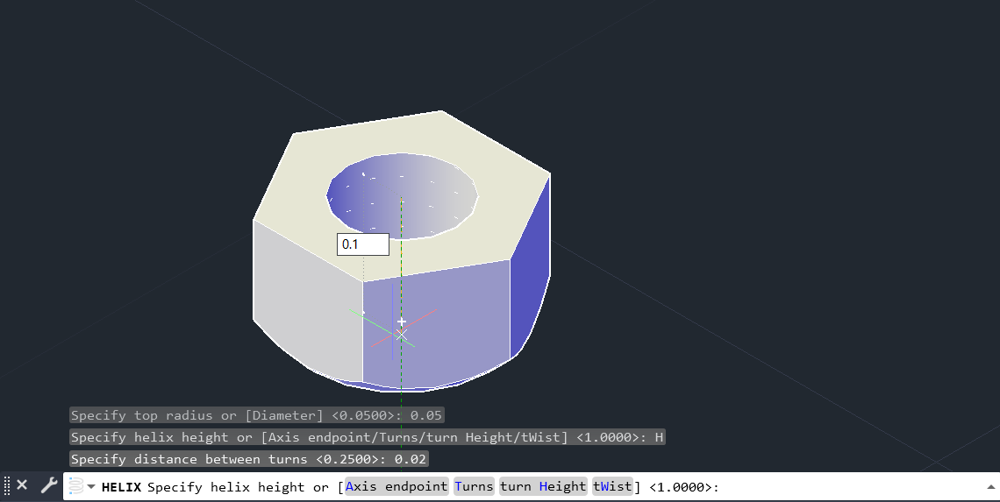 0.1
Specify top radius or [Diameter] <0.0500>: 0.05
Specify helix height or [Axis endpoint/Turns/turn Height/tWist] <1.0000>: H
Specify distance between turns <0.2500>: 0.02
HELIX Specify helix height or [Axis endpoint Turns turn Height tWist] <1.0000>: